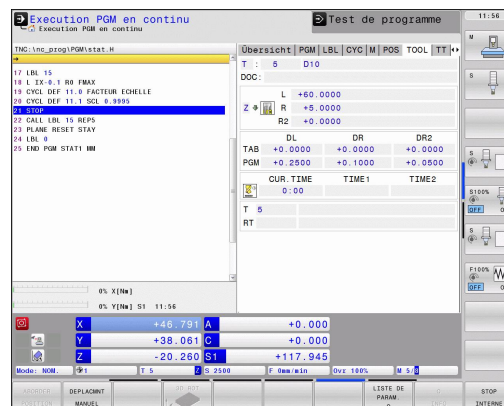 Execution PGM en continu
Execution PGM en continu
Test de programme
11:56
TNC:\nc_prog\PGM\stat.H
→
17 LBL 15
18 L IX-0.1 R0 FMAX
19 CYCL DEF 11.0 FACTEUR ECHELLE
20 CYCL DEF 11.1 SCL 0.9995
21 STOP
22 CALL LBL 15 REP5
23 PLANE RESET STAY
24 LBL 0
25 END PGM STAT1 MM
0% X[Nm]
0% Y[Nm] S1 11:56
Übersicht PGM LBL CYC M POS TOOL TT
T : 5 D10
DOC:
L +60.0000
Z R +5.0000
R2 +0.0000
DL DR DR2
TAB +0.0000 +0.0000 +0.0000
PGM +0.2500 +0.1000 +0.0500
CUR.TIME TIME1 TIME2
0:00
T 5
RT
X +46.791 A +0.000
Y +38.061 C +0.000
Z -20.260 S1 +117.945
Mode: NOM. 1 T 5 Z S 2500 F 0mm/min Ovr 100% M 5/
M
S
S
S100%
OFF
S
F100% W
OFF
DEPLACMNT
MANUEL
3D ROT
LISTE DE
PARAM.
INFO
STOP
INTERNE